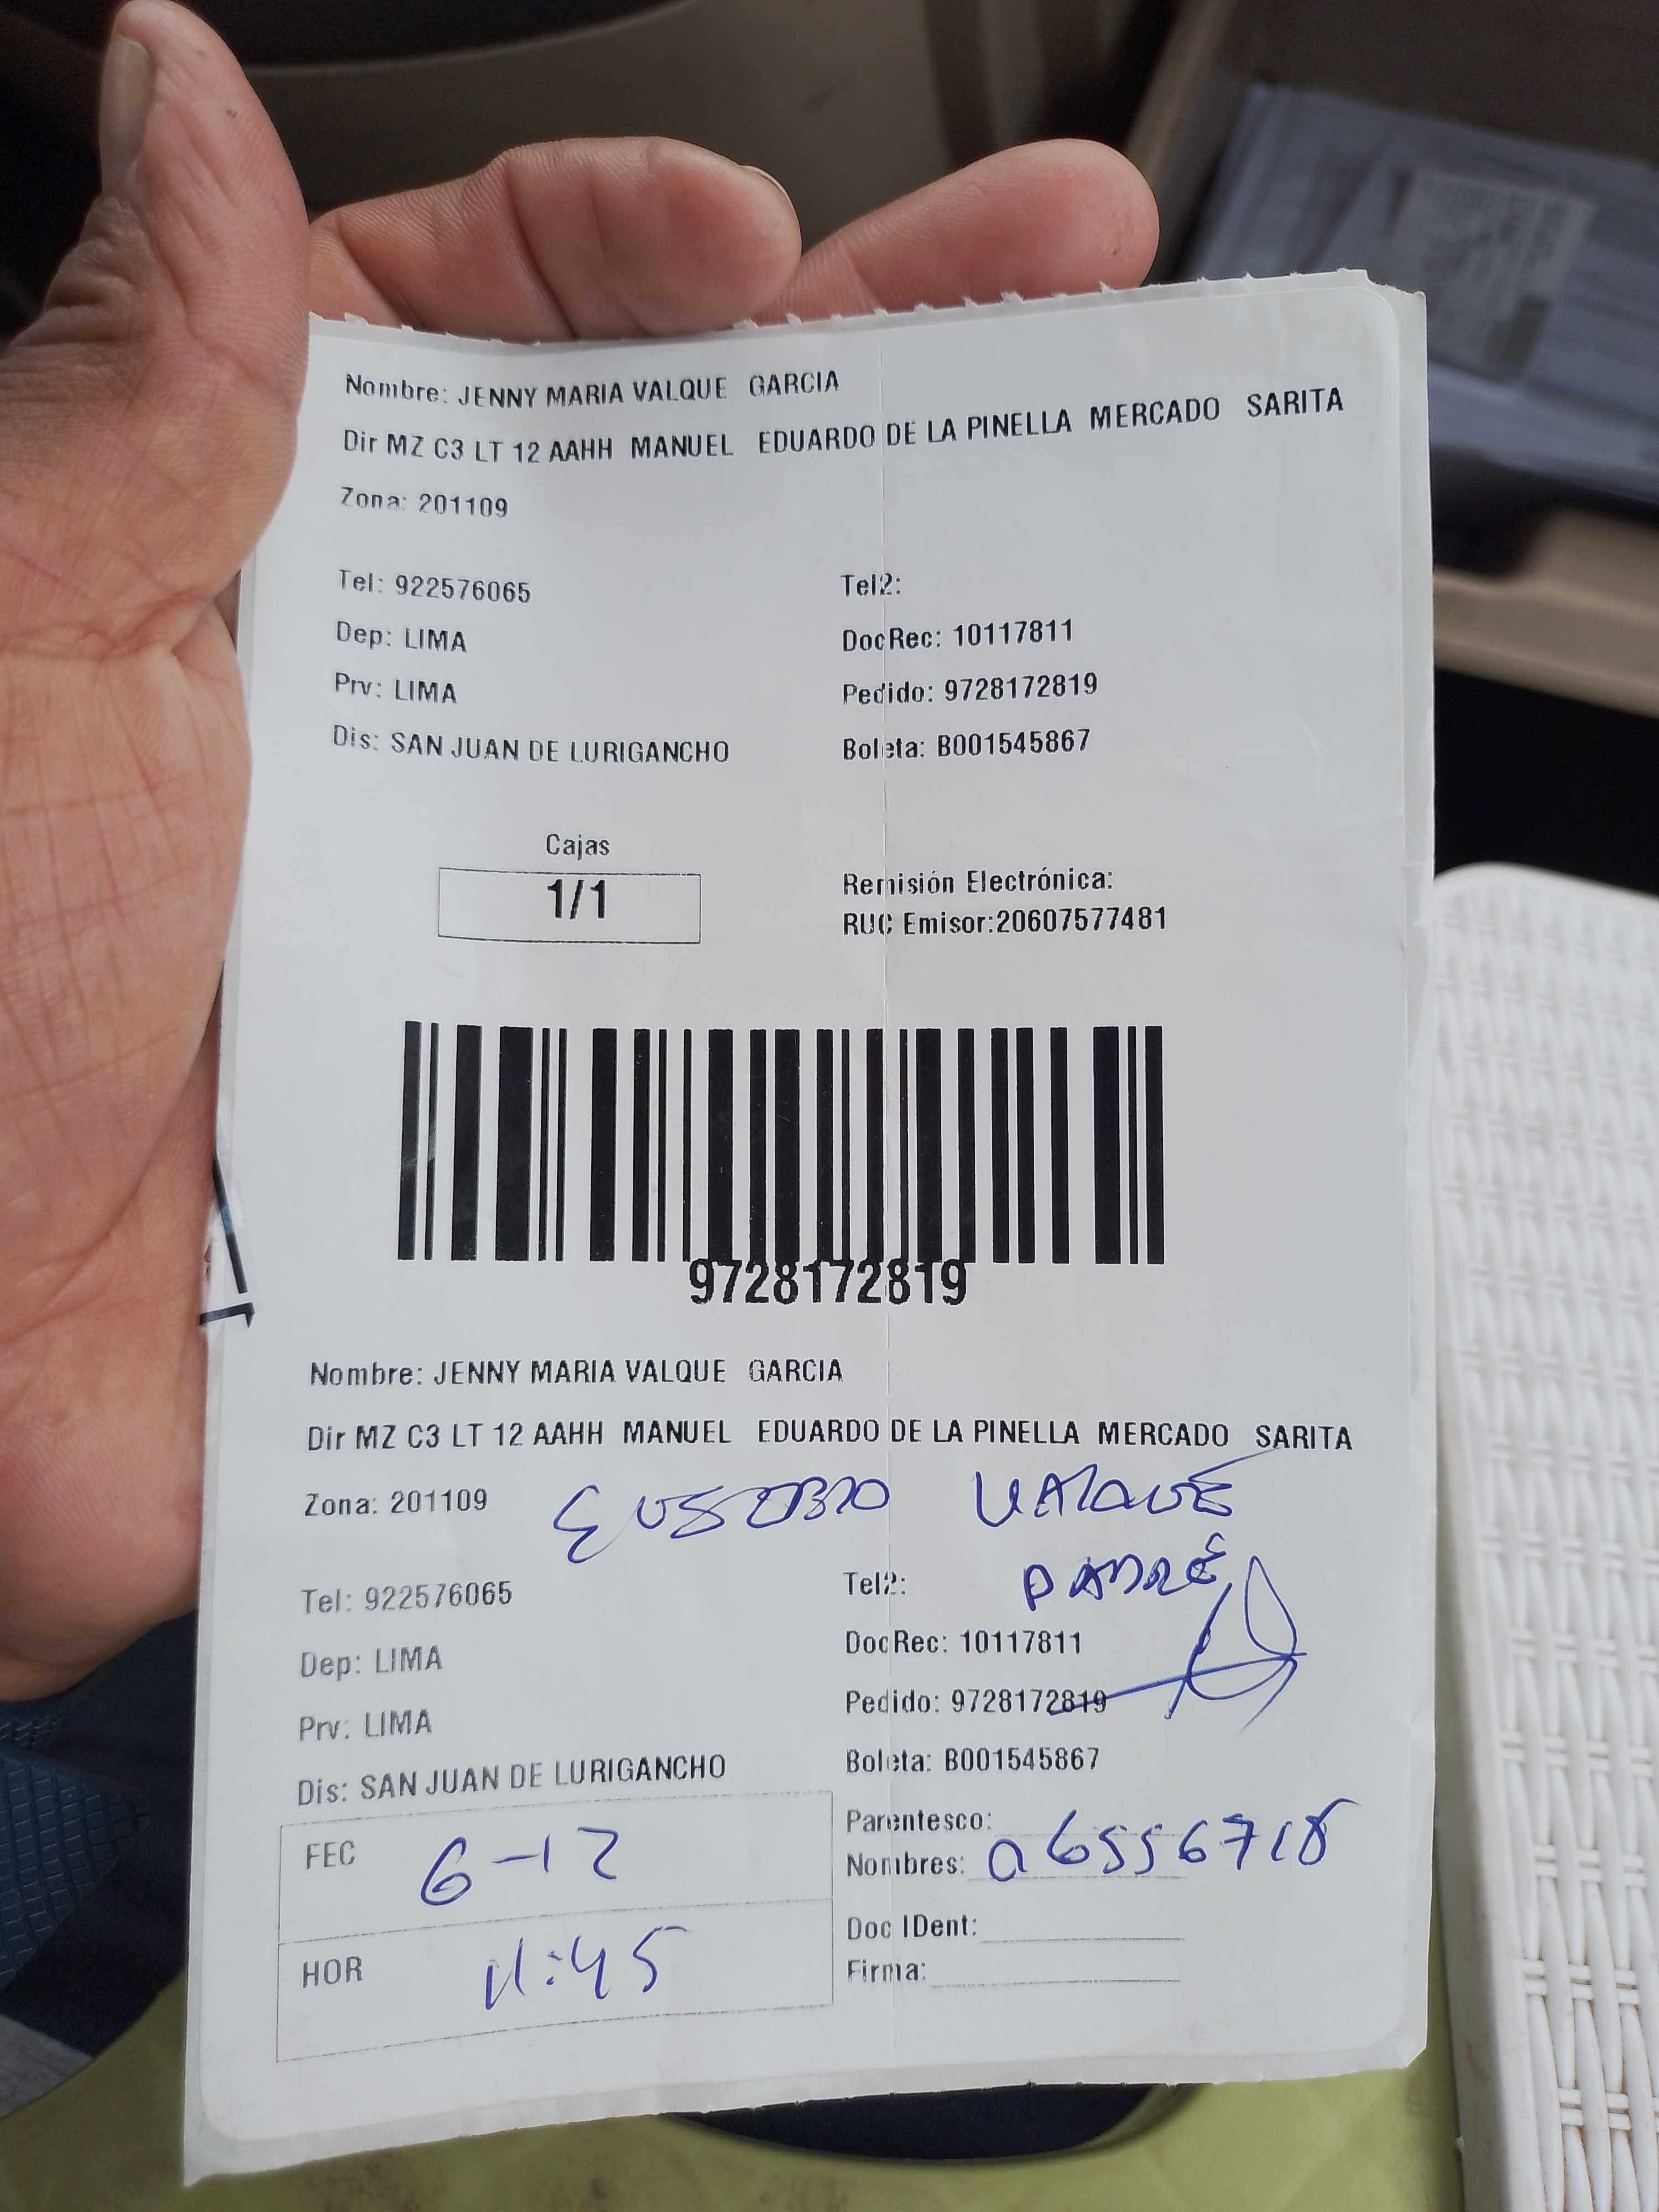 Nombre: JENNY MARIA VALQUE GARCIA
Dir MZ C3 LT 12 AAHH MANUEL EDUARDO DE LA PINELLA MERCADO SARITA
Zona: 201109
Tel: 922576065
Tel2:
Dep: LIMA
DocRec: 10117811
Prv: LIMA
Pedido: 9728172819
Dis: SAN JUAN DE LURIGANCHO
Boleta: B001545867
Cajas
1/1
Remisión Electrónica:
RUC Emisor:20607577481
9728172819
Nombre: JENNY MARIA VALQUE GARCIA
Dir MZ C3 LT 12 AAHH MANUEL EDUARDO DE LA PINELLA MERCADO SARITA
Zona: 201109
EUSEBIO VALQUE
Tel: 922576065
Tel2:
PADRE
Dep: LIMA
DocRec: 10117811
Prv: LIMA
Pedido: 9728172819
Dis: SAN JUAN DE LURIGANCHO
Boleta: B001545867
FEC 6-12
Parentesco:
Nombres:
HOR 11:45
Doc IDent:
Firma: